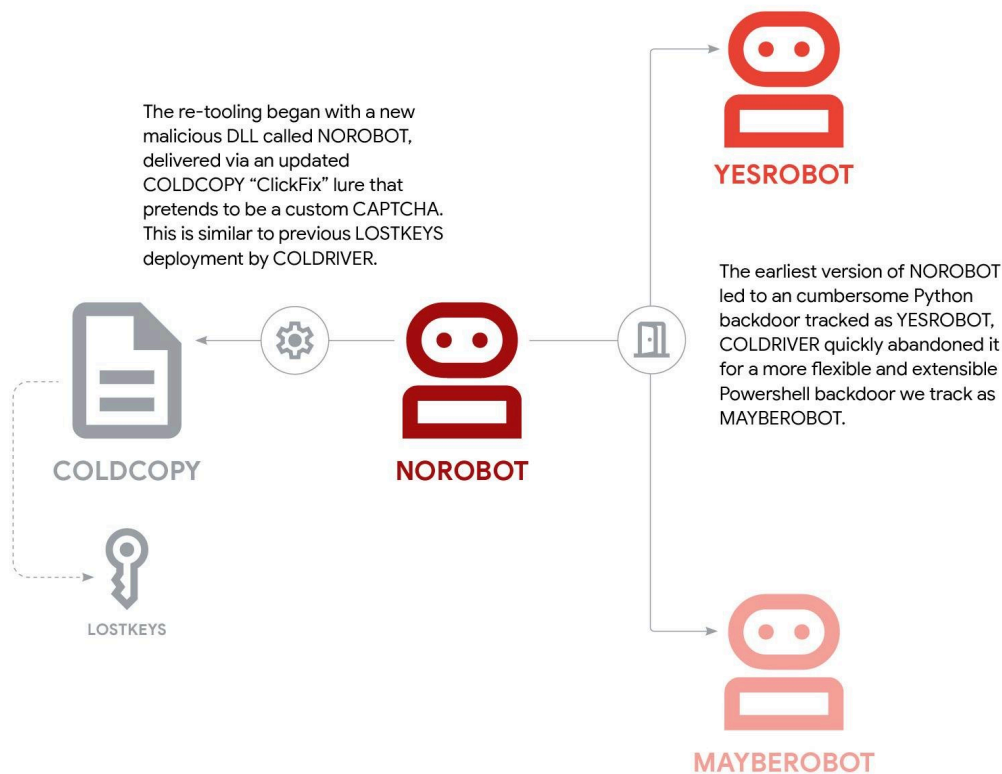 YESROBOT
The re-tooling began with a new
malicious DLL called NOROBOT,
delivered via an updated
COLDCOPY “ClickFix” lure that
pretends to be a custom CAPTCHA.
This is similar to previous LOSTKEYS
deployment by COLDRIVER.
The earliest version of NOROBOT
led to an cumbersome Python
backdoor tracked as YESROBOT,
COLDRIVER quickly abandoned it
for a more flexible and extensible
Powershell backdoor we track as
MAYBEROBOT.
COLDCOPY
NOROBOT
LOSTKEYS
MAYBEROBOT